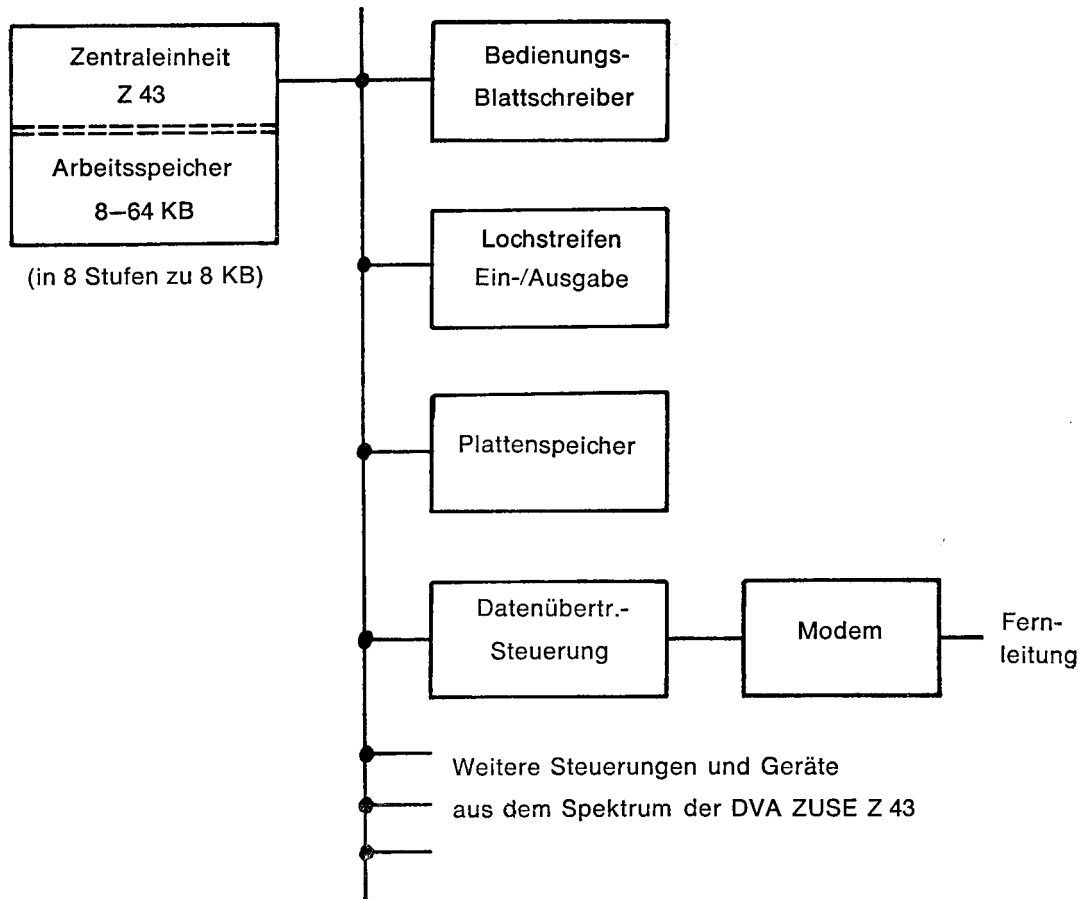 Zentraleinheit
Z 43
Arbeitsspeicher
8–64 KB
(in 8 Stufen zu 8 KB)
Bedienungs-
Blattschreiber
Lochstreifen
Ein-/Ausgabe
Plattenspeicher
Datenübertr.-
Steuerung
Modem
Fern-
leitung
Weitere Steuerungen und Geräte
aus dem Spektrum der DVA ZUSE Z 43